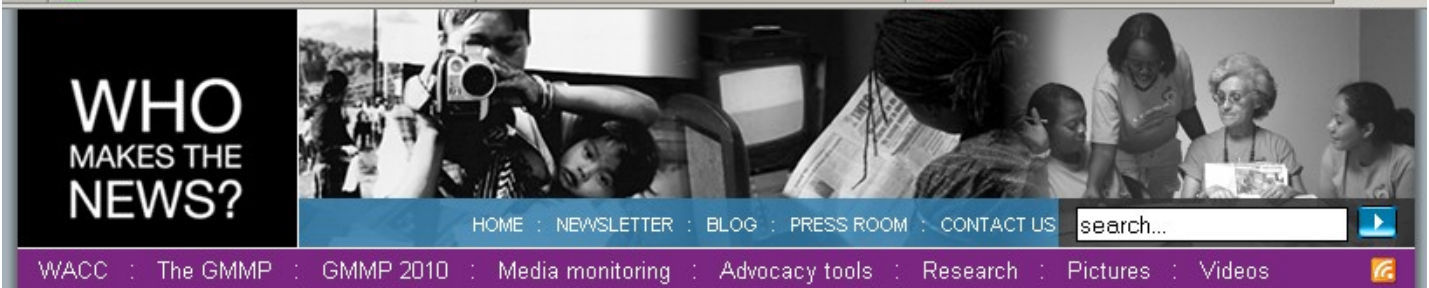 WHO
MAKES THE
NEWS?
HOME : NEWSLETTER : BLOG : PRESS ROOM : CONTACT US search...
WACC : The GMMP : GMMP 2010 : Media monitoring : Advocacy tools : Research : Pictures : Videos